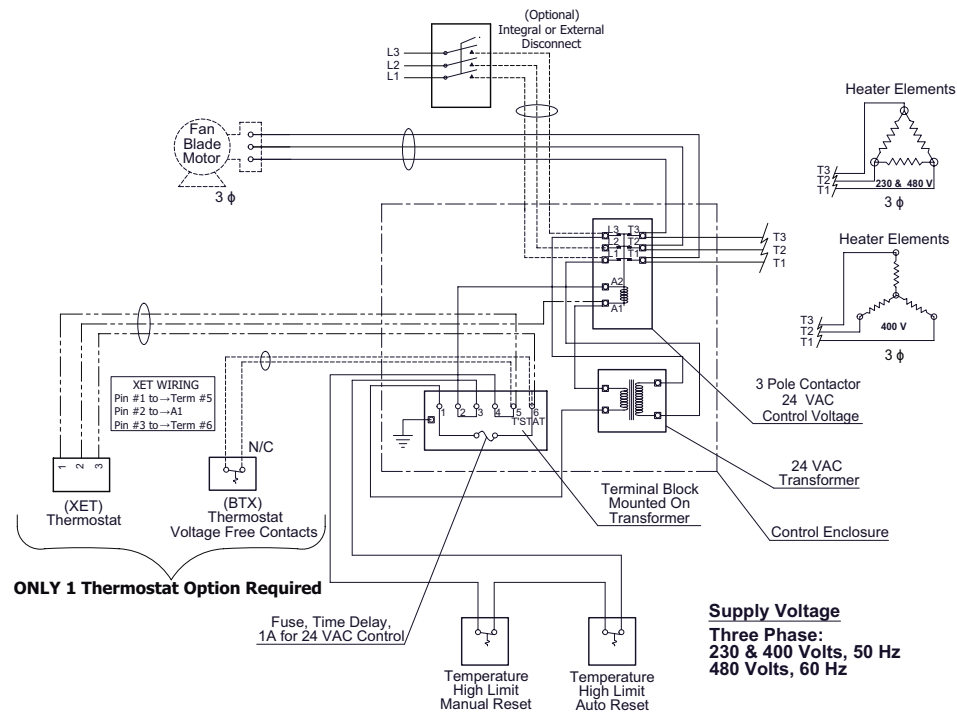 (Optional)
Integral or External
Disconnect
L3
L2
L1
Fan
Blade
Motor
3 ϕ
Heater Elements
T3
T2
T1
230 & 480 V
3 ϕ
L3 T3
L2 T2
L1 T1
A2
A1
T3
T2
T1
Heater Elements
T3
T2
T1
400 V
3 ϕ
XET WIRING
Pin #1 to → Term #5
Pin #2 to → A1
Pin #3 to → Term #6
1 2 3
(XET)
Thermostat
N/C
(BTX)
Thermostat
Voltage Free Contacts
1 2 3 4 5 6
T'STAT
3 Pole Contactor
24 VAC
Control Voltage
24 VAC
Transformer
Terminal Block
Mounted On
Transformer
Control Enclosure
ONLY 1 Thermostat Option Required
Fuse, Time Delay,
1A for 24 VAC Control
Temperature
High Limit
Manual Reset
Temperature
High Limit
Auto Reset
Supply Voltage
Three Phase:
230 & 400 Volts, 50 Hz
480 Volts, 60 Hz